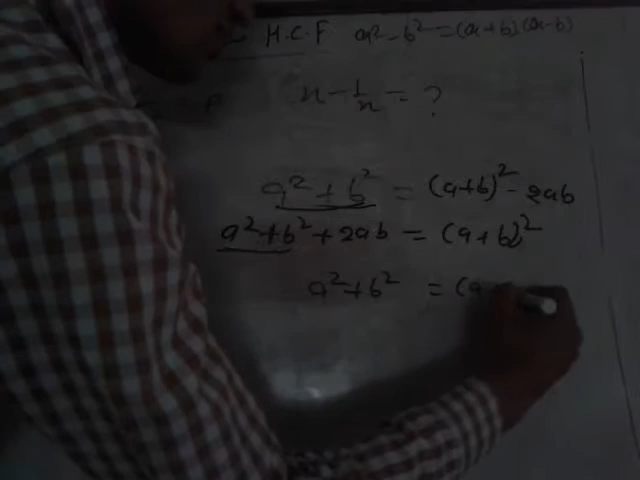 H.C.F a² - b² = (a+b)(a-b)
x - 1/x = ?
a² + b² = (a+b)² - 2ab
a² + b² + 2ab = (a+b)²
a² + b² = (a